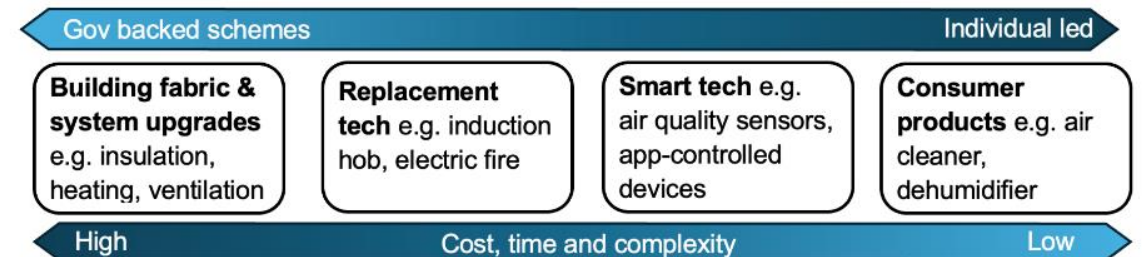 Gov backed schemes Individual led
Building fabric &
system upgrades
e.g. insulation,
heating, ventilation
Replacement
tech e.g. induction
hob, electric fire
Smart tech e.g.
air quality sensors,
app-controlled
devices
Consumer
products e.g. air
cleaner,
dehumidifier
High Cost, time and complexity Low